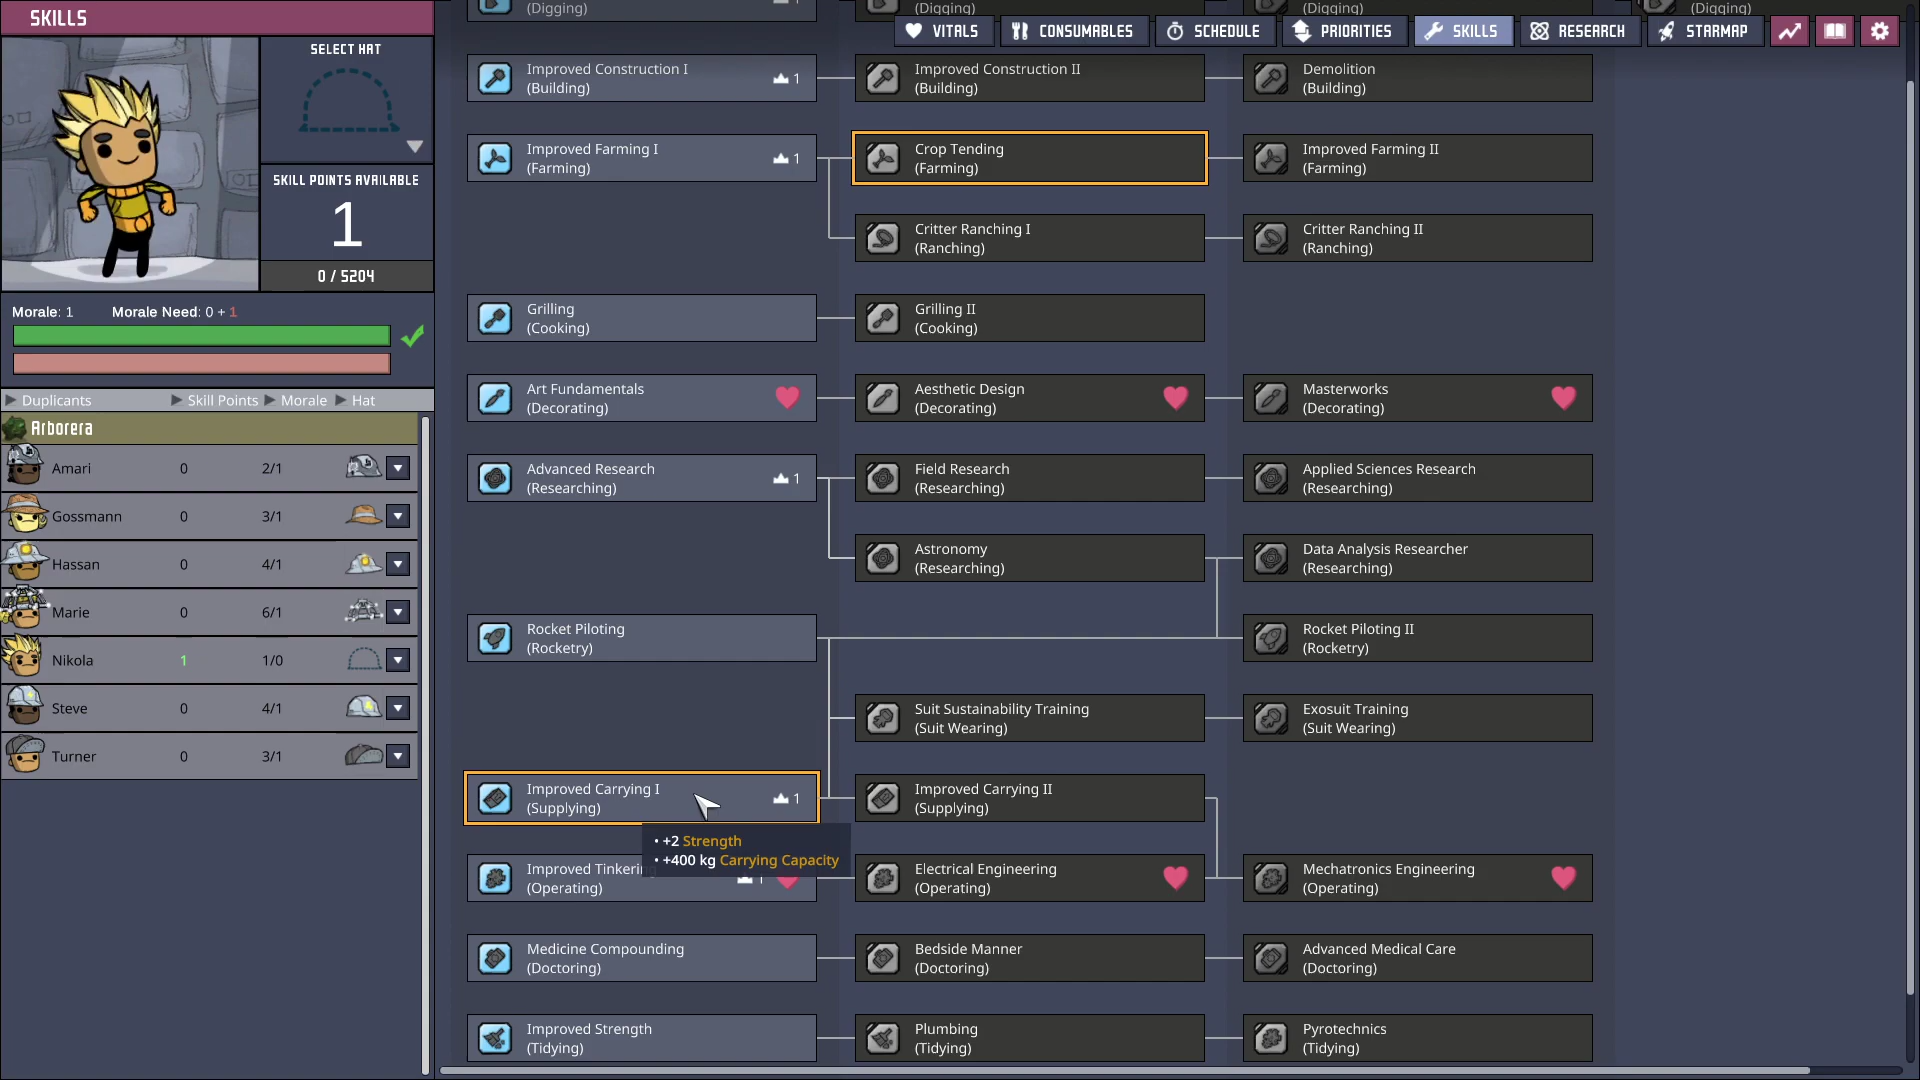 SKILLS
SELECT HAT
SKILL POINTS AVAILABLE
1
0 / 5204
Morale: 1
Morale Need: 0 + 1
Duplicants
Skill Points
Morale
Hat
Arborera
Amari 0 2/1
Gossmann 0 3/1
Hassan 0 4/1
Marie 0 6/1
Nikola 1 1/0
Steve 0 4/1
Turner 0 3/1
VITALS
CONSUMABLES
SCHEDULE
PRIORITIES
SKILLS
RESEARCH
STARMAP
(Digging)
(Digging)
(Digging)
(Digging)
Improved Construction I
(Building)
1
Improved Construction II
(Building)
Demolition
(Building)
Improved Farming I
(Farming)
1
Crop Tending
(Farming)
Improved Farming II
(Farming)
Critter Ranching I
(Ranching)
Critter Ranching II
(Ranching)
Grilling
(Cooking)
Grilling II
(Cooking)
Art Fundamentals
(Decorating)
Aesthetic Design
(Decorating)
Masterworks
(Decorating)
Advanced Research
(Researching)
1
Field Research
(Researching)
Applied Sciences Research
(Researching)
Astronomy
(Researching)
Data Analysis Researcher
(Researching)
Rocket Piloting
(Rocketry)
Rocket Piloting II
(Rocketry)
Suit Sustainability Training
(Suit Wearing)
Exosuit Training
(Suit Wearing)
Improved Carrying I
(Supplying)
1
Improved Carrying II
(Supplying)
• +2 Strength
• +400 kg Carrying Capacity
Improved
(Operating)
Electrical Engineering
(Operating)
Mechatronics Engineering
(Operating)
Medicine Compounding
(Doctoring)
Bedside Manner
(Doctoring)
Advanced Medical Care
(Doctoring)
Improved Strength
(Tidying)
Plumbing
(Tidying)
Pyrotechnics
(Tidying)